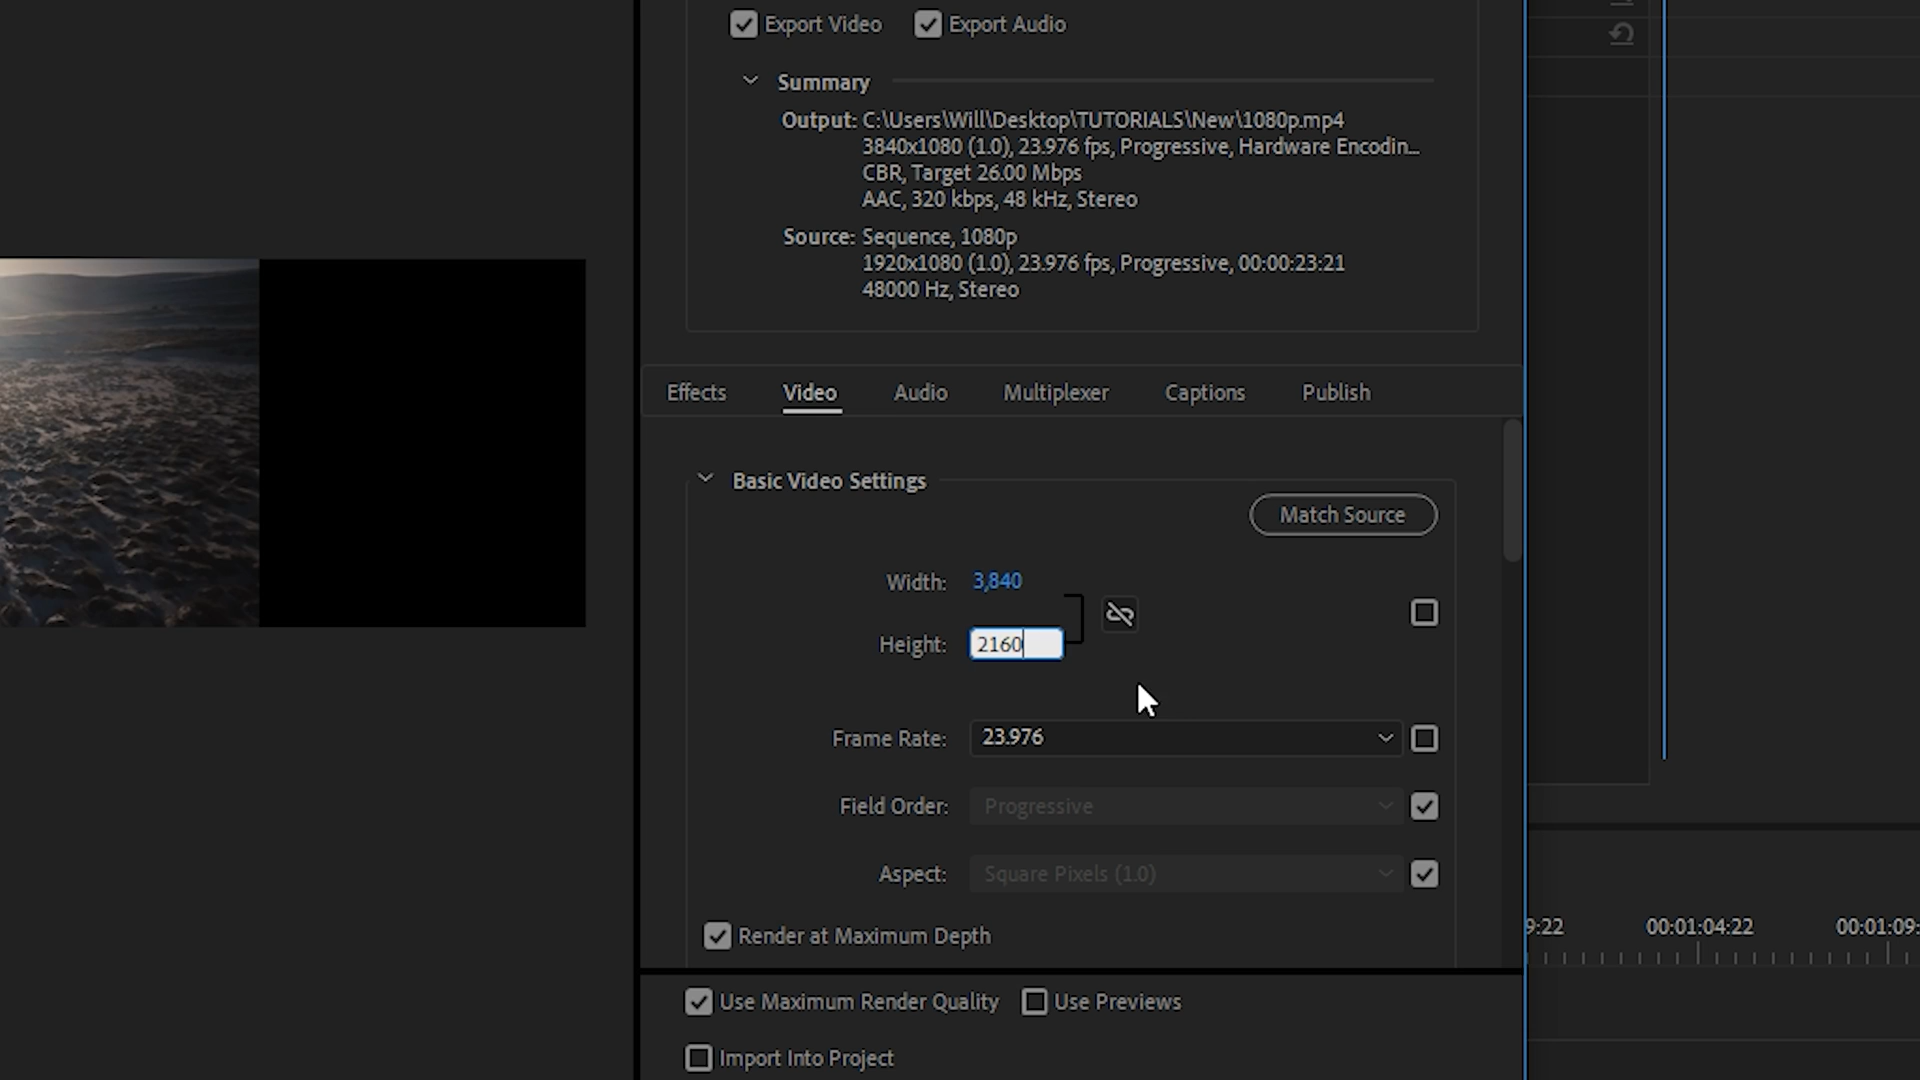 Export Video Export Audio
Summary
Output: C:\Users\Will\Desktop\TUTORIALS\New\1080p.mp4
3840x1080 (1.0), 23.976 fps, Progressive, Hardware Encodin...
CBR, Target 26.00 Mbps
AAC, 320 kbps, 48 kHz, Stereo
Source: Sequence, 1080p
1920x1080 (1.0), 23.976 fps, Progressive, 00:00:23:21
48000 Hz, Stereo
Effects Video Audio Multiplexer Captions Publish
Basic Video Settings
Match Source
Width: 3,840
Height: 2160
Frame Rate: 23.976
Field Order: Progressive
Aspect: Square Pixels (1.0)
9:22 00:01:04:22 00:01:09:
Render at Maximum Depth
Use Maximum Render Quality Use Previews
Import Into Project